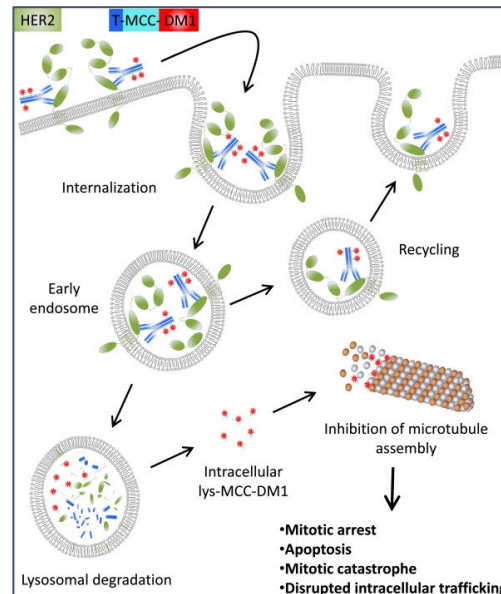 HER2 T-MCC-DM1
Internalization
Early
endosome
Recycling
Inhibition of microtubule
assembly
Intracellular
lys-MCC-DM1
Lysosomal degradation
•Mitotic arrest
•Apoptosis
•Mitotic catastrophe
•Disrupted intracellular trafficking